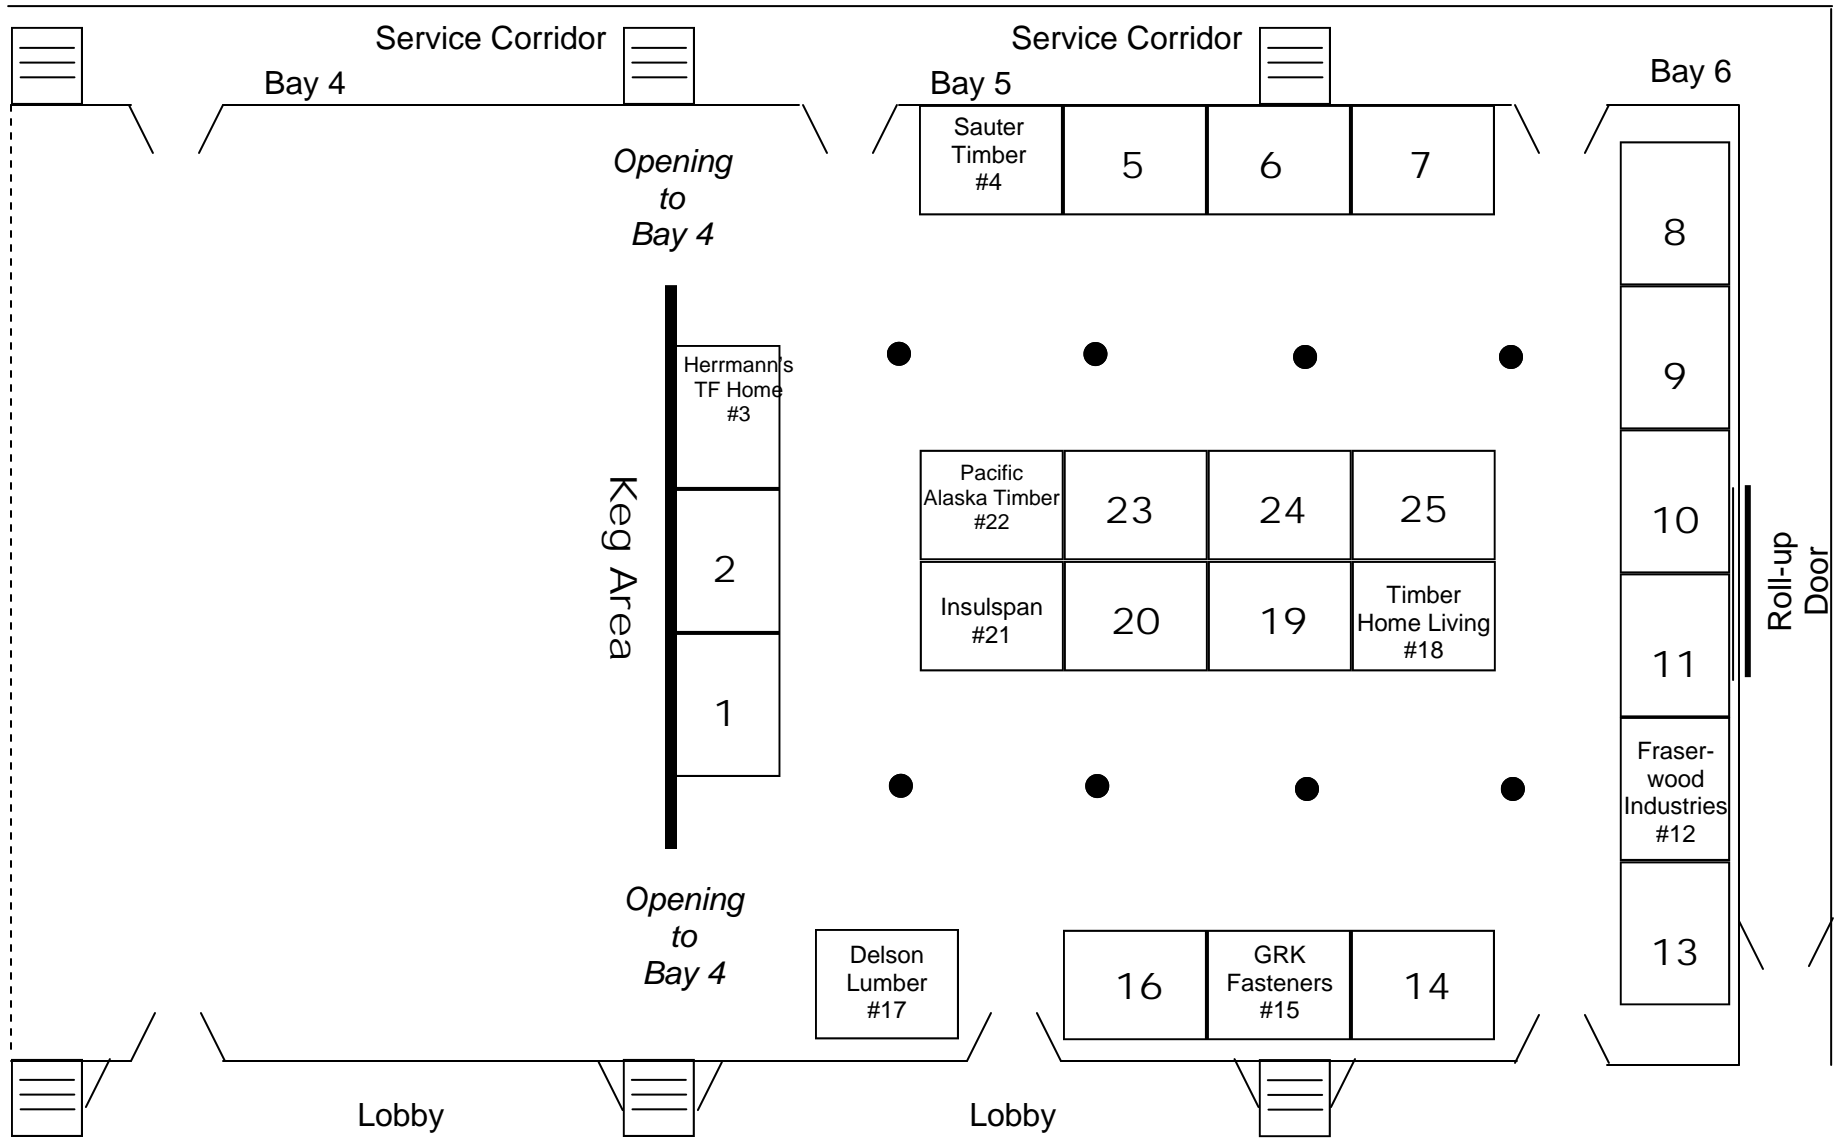 Service Corridor
Service Corridor
Bay 4
Bay 5
Bay 6
Opening
to
Bay 4
Sauter
Timber
#4
5
6
7
8
9
10
11
Fraser-
wood
Industries
#12
13
Roll-up
Door
Herrmann's
TF Home
#3
2
1
Keg Area
Pacific
Alaska Timber
#22
23
24
25
Insulspan
#21
20
19
Timber
Home Living
#18
Opening
to
Bay 4
Delson
Lumber
#17
16
GRK
Fasteners
#15
14
Lobby
Lobby